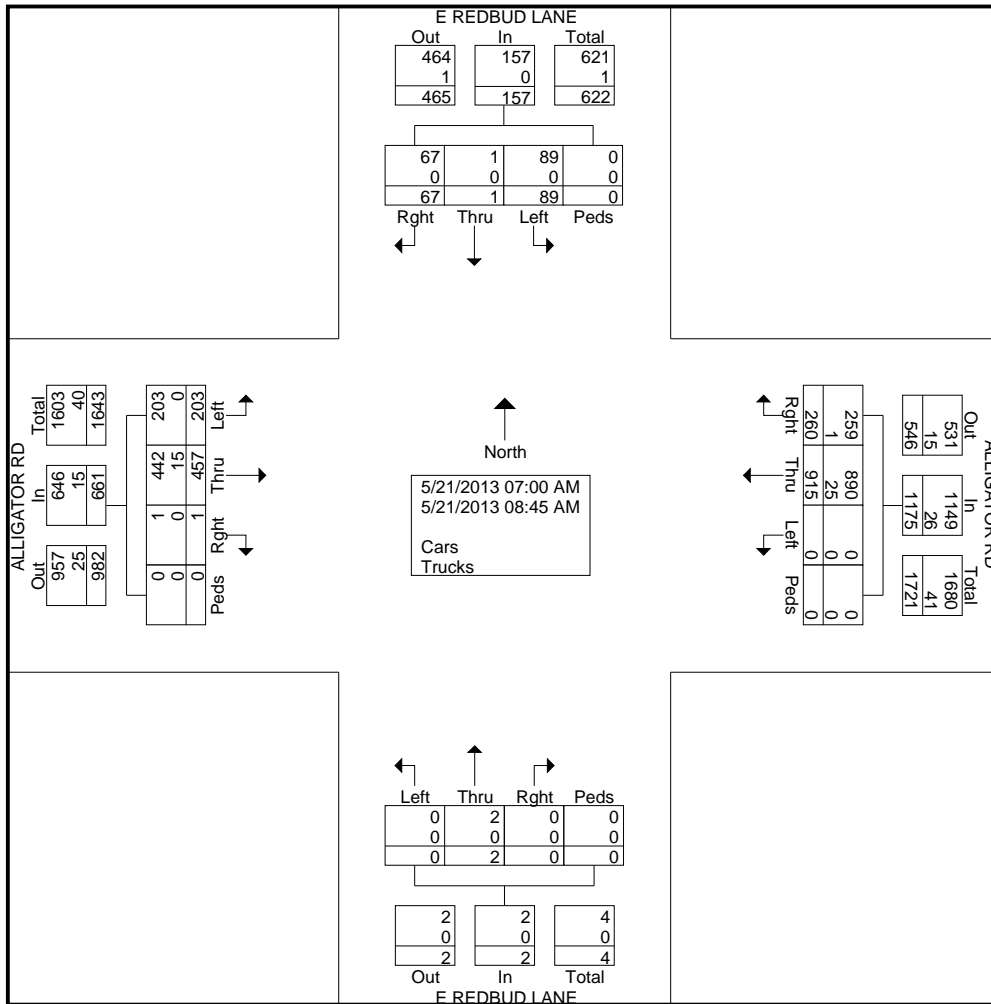 E REDBUD LANE
Out In Total
464 157 621
1 0 1
465 157 622
67 1 89 0
0 0 0 0
67 1 89 0
Rght Thru Left Peds
ALLIGATOR RD
Total In Out
1603 646 957
40 15 25
1643 661 982
203 442 1 0
0 15 0 0
203 457 1 0
Left Thru Rght Peds
North
5/21/2013 07:00 AM
5/21/2013 08:45 AM
Cars
Trucks
Rght Thru Left Peds
259 890 0 0
1 25 0 0
260 915 0 0
Out In Total
531 1149 1680
15 26 41
546 1175 1721
ALLIGATOR RD
Left Thru Rght Peds
0 2 0 0
0 0 0 0
0 2 0 0
2 2 4
0 0 0
2 2 4
Out In Total
E REDBUD LANE